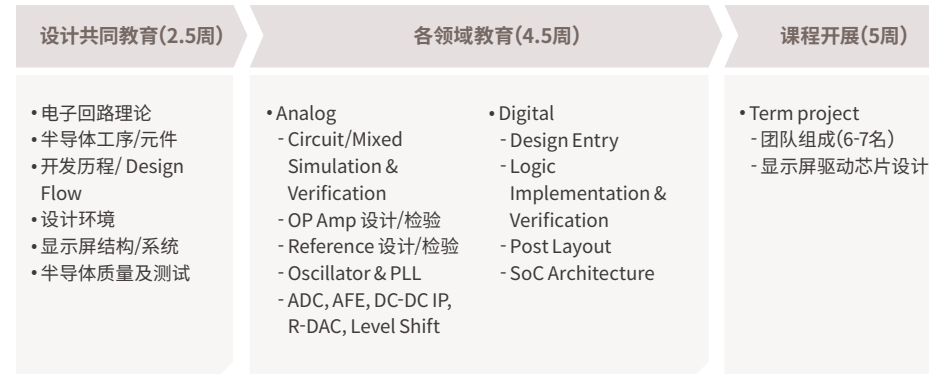 设计共同教育(2.5周)
• 电子回路理论
• 半导体工序/元件
• 开发历程/ Design
Flow
• 设计环境
• 显示屏结构/系统
• 半导体质量及测试
各领域教育(4.5周)
• Analog
- Circuit/Mixed
Simulation &
Verification
- OP Amp 设计/检验
- Reference 设计/检验
- Oscillator & PLL
- ADC, AFE, DC-DC IP,
R-DAC, Level Shift
• Digital
- Design Entry
- Logic
Implementation &
Verification
- Post Layout
- SoC Architecture
课程开展(5周)
• Term project
- 团队组成(6-7名)
- 显示屏驱动芯片设计